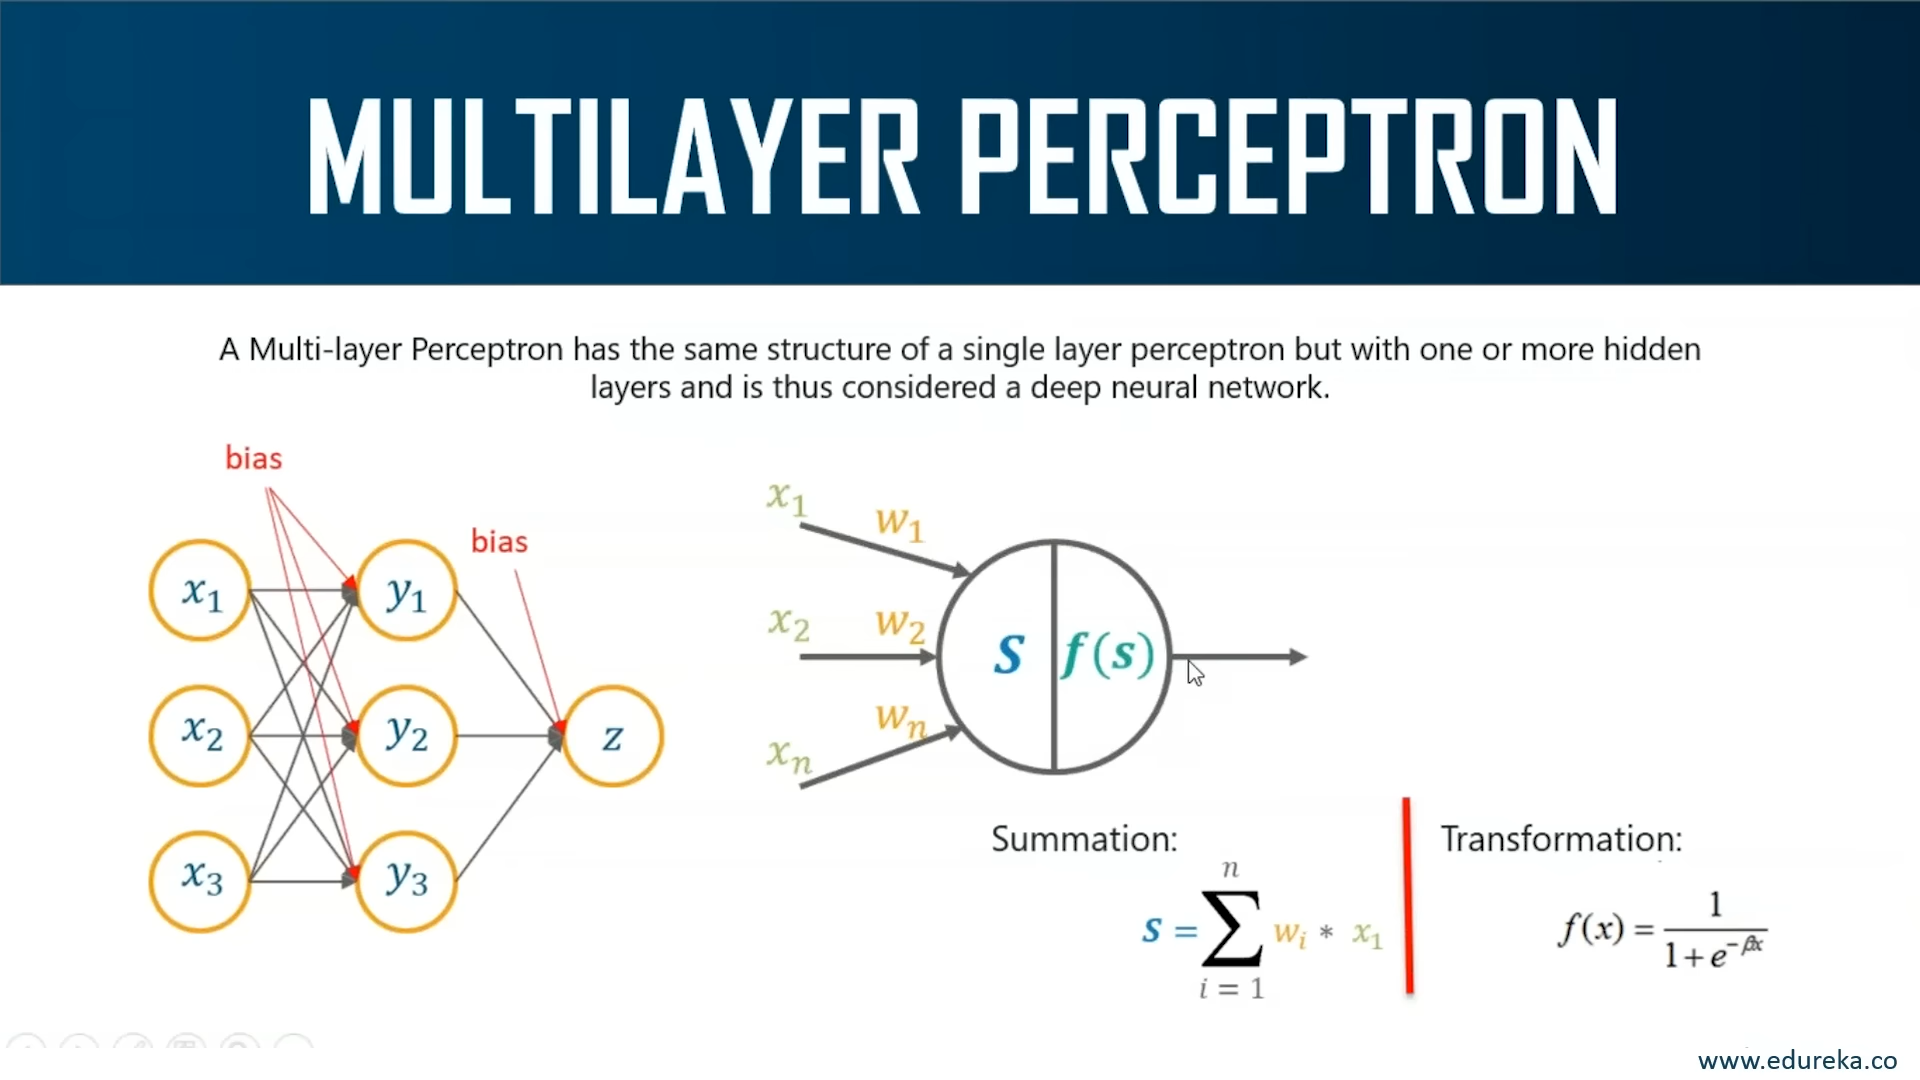 MULTILAYER PERCEPTRON
A Multi-layer Perceptron has the same structure of a single layer perceptron but with one or more hidden
layers and is thus considered a deep neural network.
bias
bias
x₁
y₁
x₂
y₂
z
x₃
y₃
x₁
w₁
x₂
w₂
xₙ
wₙ
S
f(s)
Summation:
n
S = ∑ wᵢ * x₁
i = 1
Transformation:
f(x) = 1 / (1 + e^(-βx))
www.edureka.co